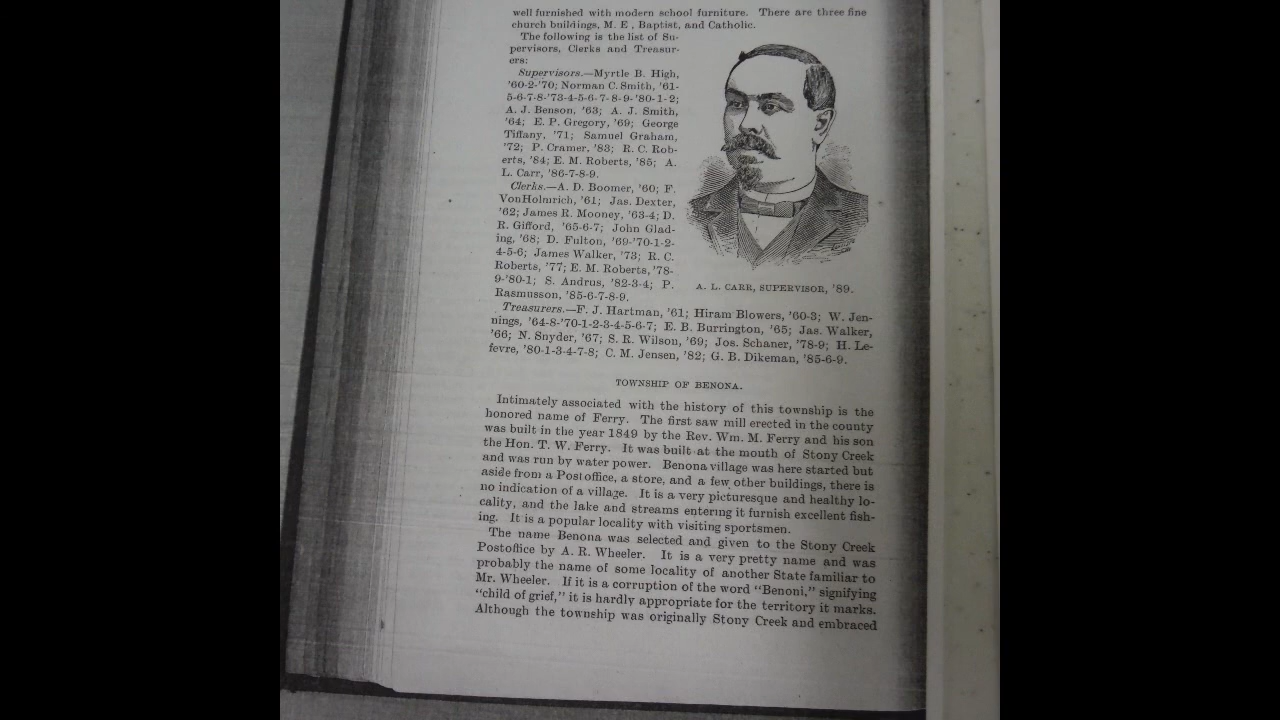 well furnished with modern school furniture. There are three fine
church buildings, M. E , Baptist, and Catholic.
The following is the list of Su-
pervisors, Clerks and Treasur-
ers:
Supervisors.—Myrtle B. High,
'60-2-'70; Norman C. Smith, '61-
5-6-7-8-'73-4-5-6-7-8-9-'80-1-2;
A. J. Benson, '63; A. J. Smith,
'64; E. P. Gregory, '69; George
Tiffany, '71; Samuel Graham,
'72; P. Cramer, '83; R. C. Rob-
erts, '84; E. M. Roberts, '85; A.
L. Carr, '86-7-8-9.
Clerks.—A. D. Boomer, '60; F.
VonHolmrich, '61; Jas. Dexter,
'62; James R. Mooney, '63-4; D.
R. Gifford, '65-6-7; John Glad-
ing, '68; D. Fulton, '69-'70-1-2-
4-5-6; James Walker, '73; R. C.
Roberts, '77; E. M. Roberts, '78-
9-'80-1; S. Andrus, '82-3-4; P.
Rasmusson, '85-6-7-8-9.
A. L. CARR, SUPERVISOR, '89.
Treasurers.—F. J. Hartman, '61; Hiram Blowers, '60-3; W. Jen-
nings, '64-8-'70-1-2-3-4-5-6-7; E. B. Burrington, '65; Jas. Walker,
'66; N. Snyder, '67; S. R. Wilson, '69; Jos. Schaner, '78-9; H. Le-
fevre, '80-1-3-4-7-8; C. M. Jensen, '82; G. B. Dikeman, '85-6-9.
TOWNSHIP OF BENONA.
Intimately associated with the history of this township is the
honored name of Ferry. The first saw mill erected in the county
was built in the year 1849 by the Rev. Wm. M. Ferry and his son
the Hon. T. W. Ferry. It was built at the mouth of Stony Creek
and was run by water power. Benona village was here started but
aside from a Postoffice, a store, and a few other buildings, there is
no indication of a village. It is a very picturesque and healthy lo-
cality, and the lake and streams entering it furnish excellent fish-
ing. It is a popular locality with visiting sportsmen.
The name Benona was selected and given to the Stony Creek
Postoffice by A. R. Wheeler. It is a very pretty name and was
probably the name of some locality of another State familiar to
Mr. Wheeler. If it is a corruption of the word "Benoni," signifying
"child of grief," it is hardly appropriate for the territory it marks.
Although the township was originally Stony Creek and embraced